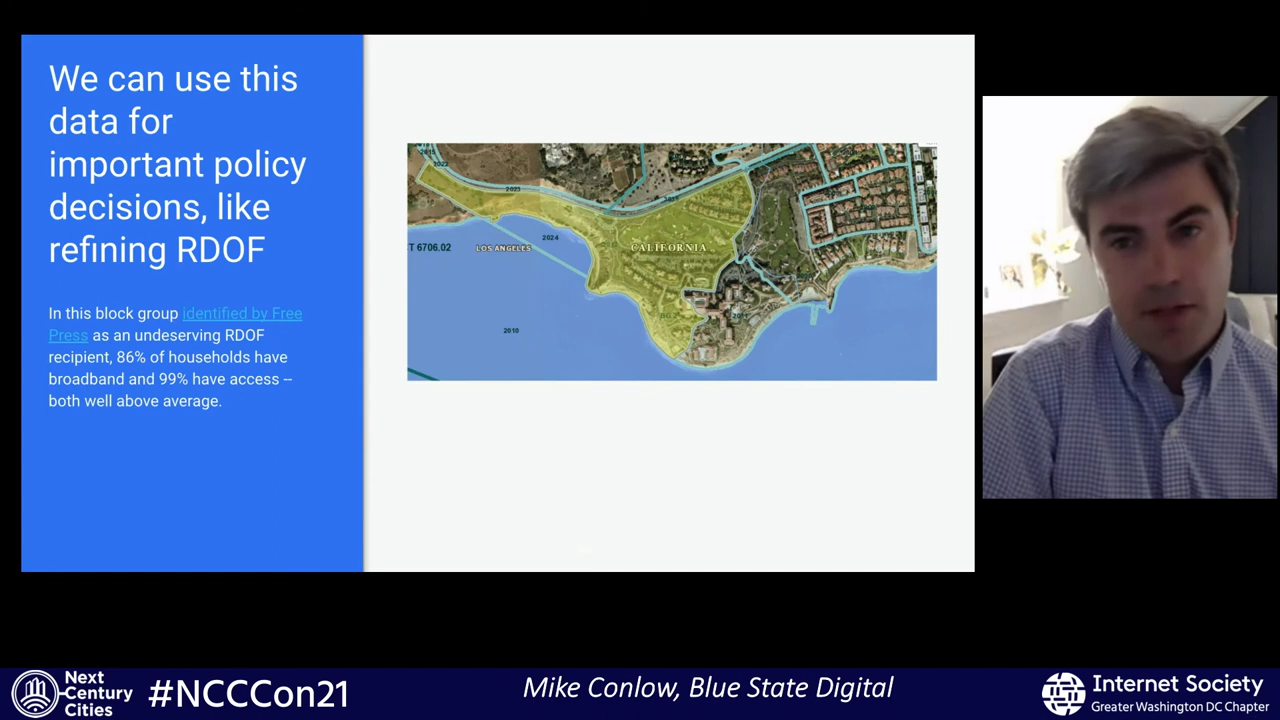 We can use this
data for
important policy
decisions, like
refining RDOF
In this block group identified by Free
Press as an undeserving RDOF
recipient, 86% of households have
broadband and 99% have access --
both well above average.
2022
2023
2024
T 6706.02
LOS ANGELES
CALIFORNIA
2010
Next
Century
Cities
#NCCCon21
Mike Conlow, Blue State Digital
Internet Society
Greater Washington DC Chapter